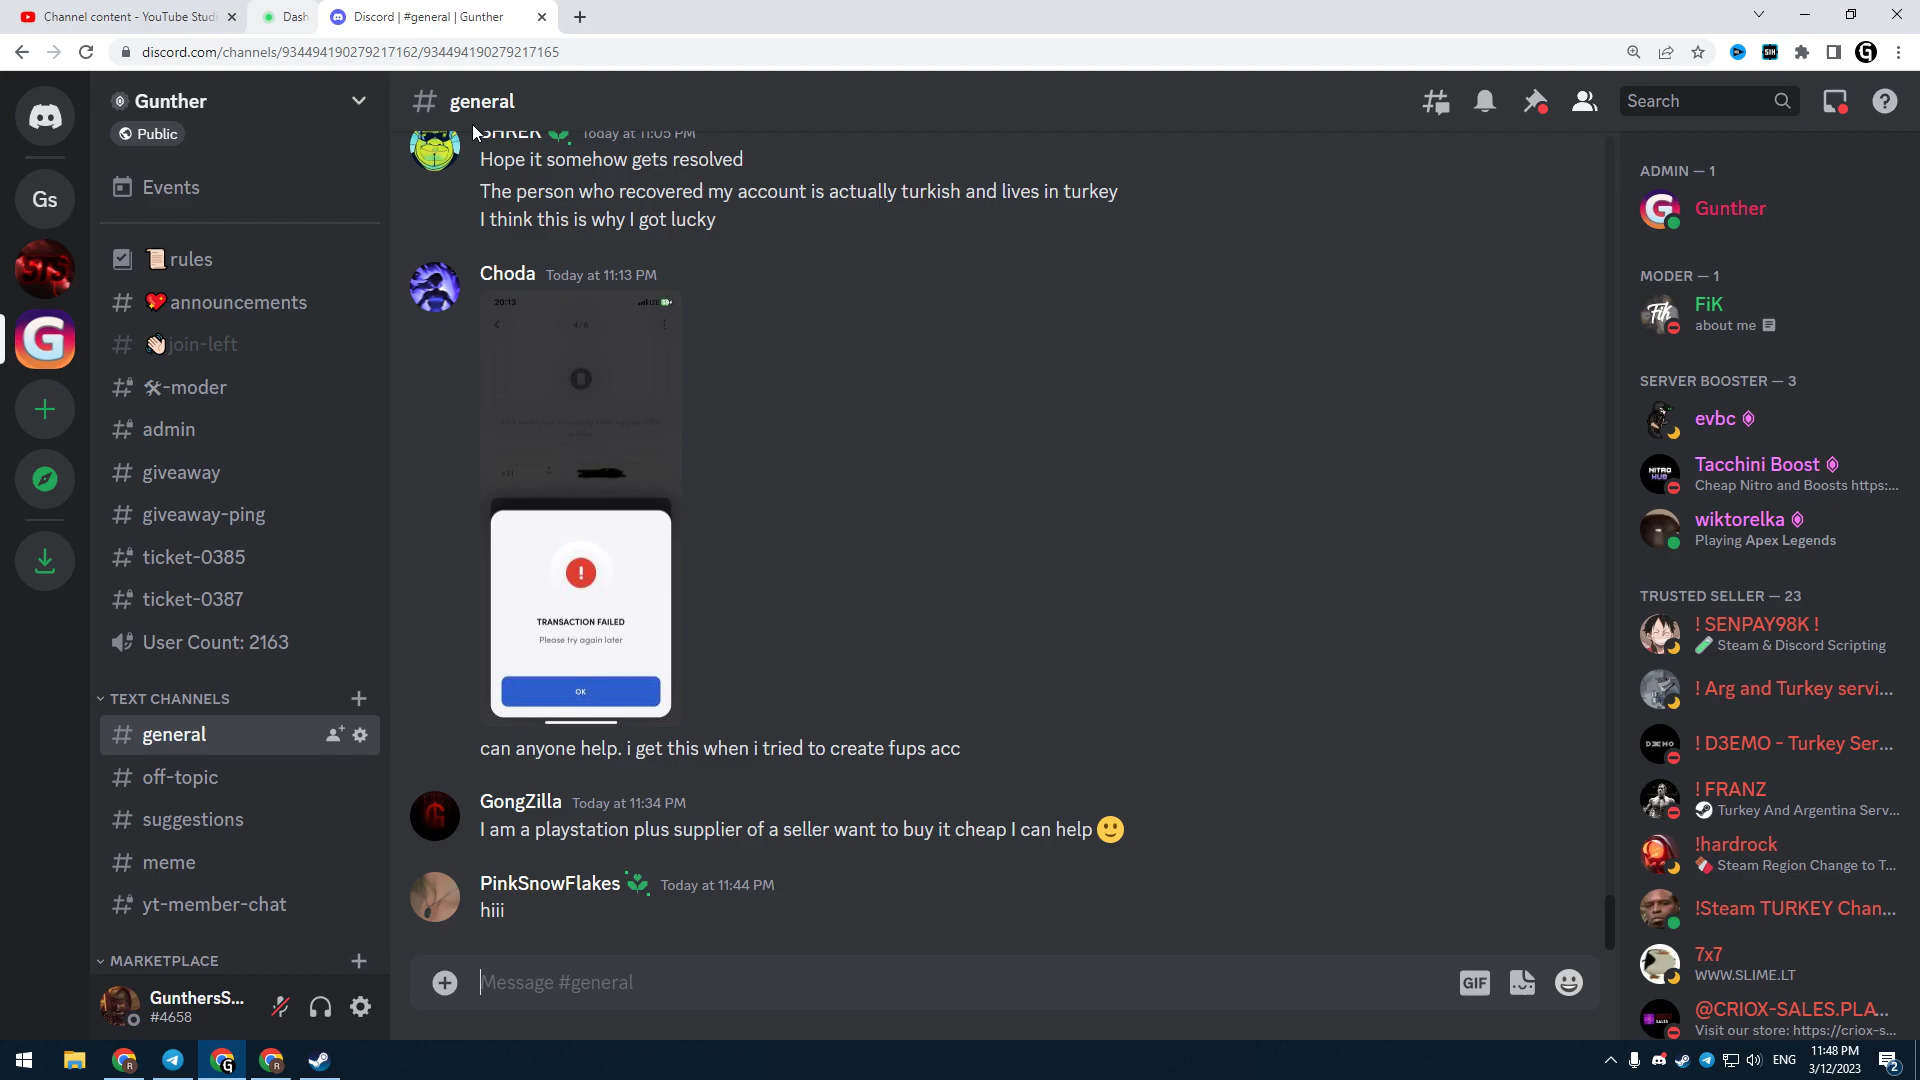 Channel content - YouTube Studi
Dash
Discord | #general | Gunther
discord.com/channels/934494190279217162/934494190279217165
Gunther
Public
Events
📜rules
💖announcements
👋🏻join-left
🛠-moder
admin
giveaway
giveaway-ping
ticket-0385
ticket-0387
User Count: 2163
TEXT CHANNELS
general
off-topic
suggestions
meme
yt-member-chat
MARKETPLACE
GunthersS...
#4658
Gs
STS
G
# general
Search
SHREK Today at 11:05 PM
Hope it somehow gets resolved
The person who recovered my account is actually turkish and lives in turkey
I think this is why I got lucky
Choda Today at 11:13 PM
20:13
LTE
4/6
+31
TRANSACTION FAILED
Please try again later
OK
can anyone help. i get this when i tried to create fups acc
GongZilla Today at 11:34 PM
I am a playstation plus supplier of a seller want to buy it cheap I can help 🙂
PinkSnowFlakes Today at 11:44 PM
hiii
Message #general
GIF
ADMIN — 1
Gunther
MODER — 1
FiK
about me
SERVER BOOSTER — 3
evbc
Tacchini Boost
Cheap Nitro and Boosts https:...
wiktorelka
Playing Apex Legends
TRUSTED SELLER — 23
! SENPAY98K !
Steam & Discord Scripting
! Arg and Turkey servi...
! D3EMO - Turkey Ser...
! FRANZ
Turkey And Argentina Serv...
!hardrock
Steam Region Change to T...
!Steam TURKEY Chan...
7x7
WWW.SLIME.LT
@CRIOX-SALES.PLA...
Visit our store: https://criox-s...
ENG
11:48 PM
3/12/2023
2